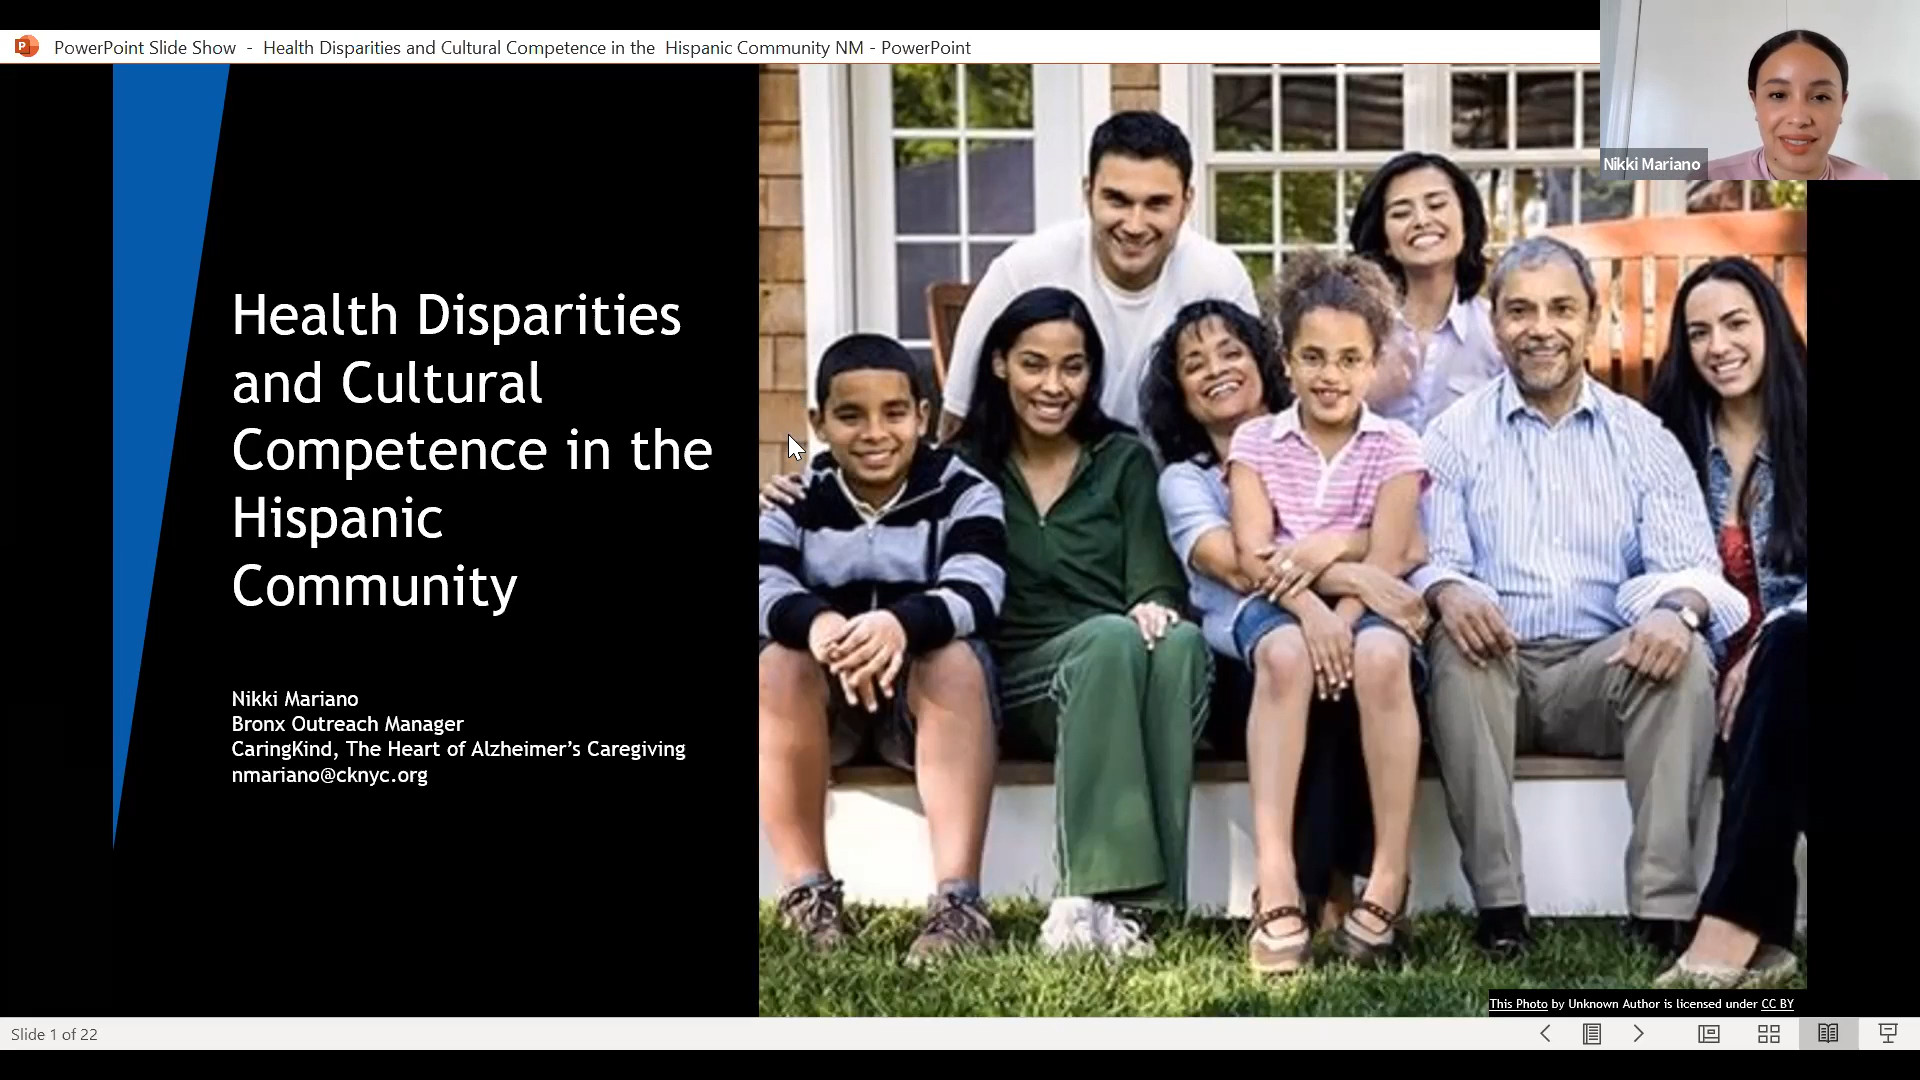 PowerPoint Slide Show - Health Disparities and Cultural Competence in the Hispanic Community NM - PowerPoint
Nikki Mariano
Health Disparities
and Cultural
Competence in the
Hispanic
Community
Nikki Mariano
Bronx Outreach Manager
CaringKind, The Heart of Alzheimer’s Caregiving
nmariano@cknyc.org
This Photo by Unknown Author is licensed under CC BY
Slide 1 of 22